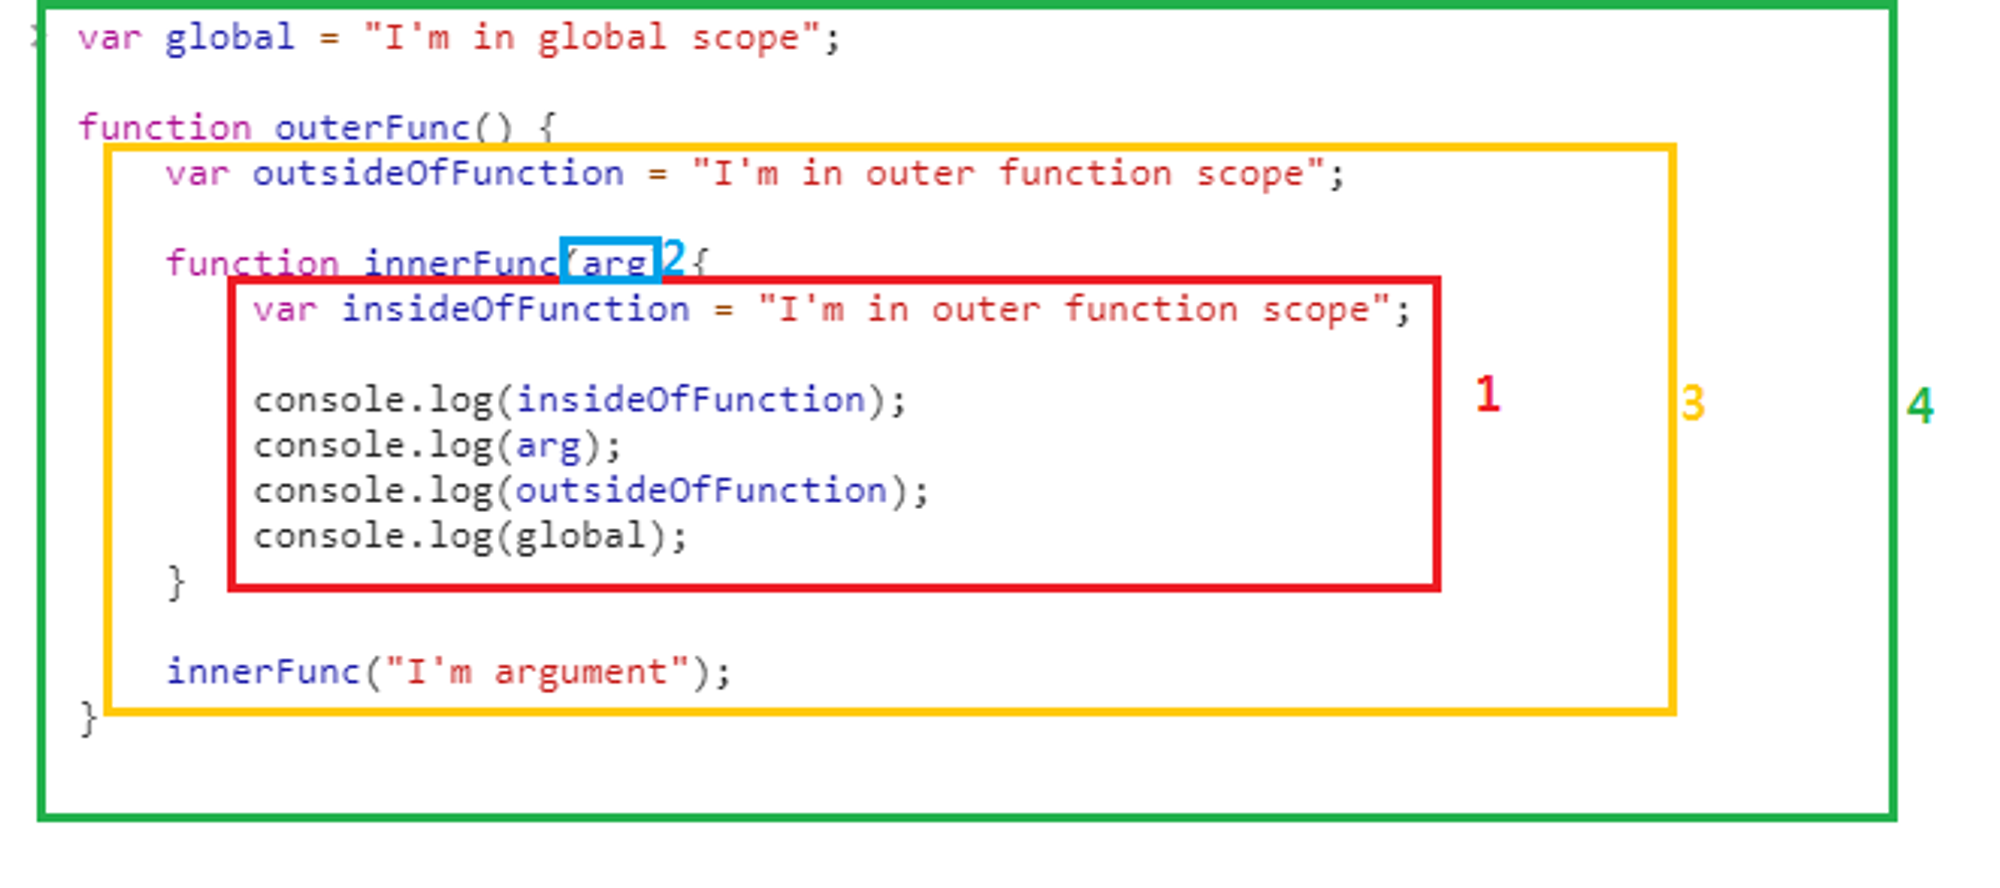 var global = "I'm in global scope";
function outerFunc() {
var outsideOfFunction = "I'm in outer function scope";
function innerFunc(arg 2 {
var insideOfFunction = "I'm in outer function scope";
console.log(insideOfFunction);
1
3
4
console.log(arg);
console.log(outsideOfFunction);
console.log(global);
}
innerFunc("I'm argument");
}